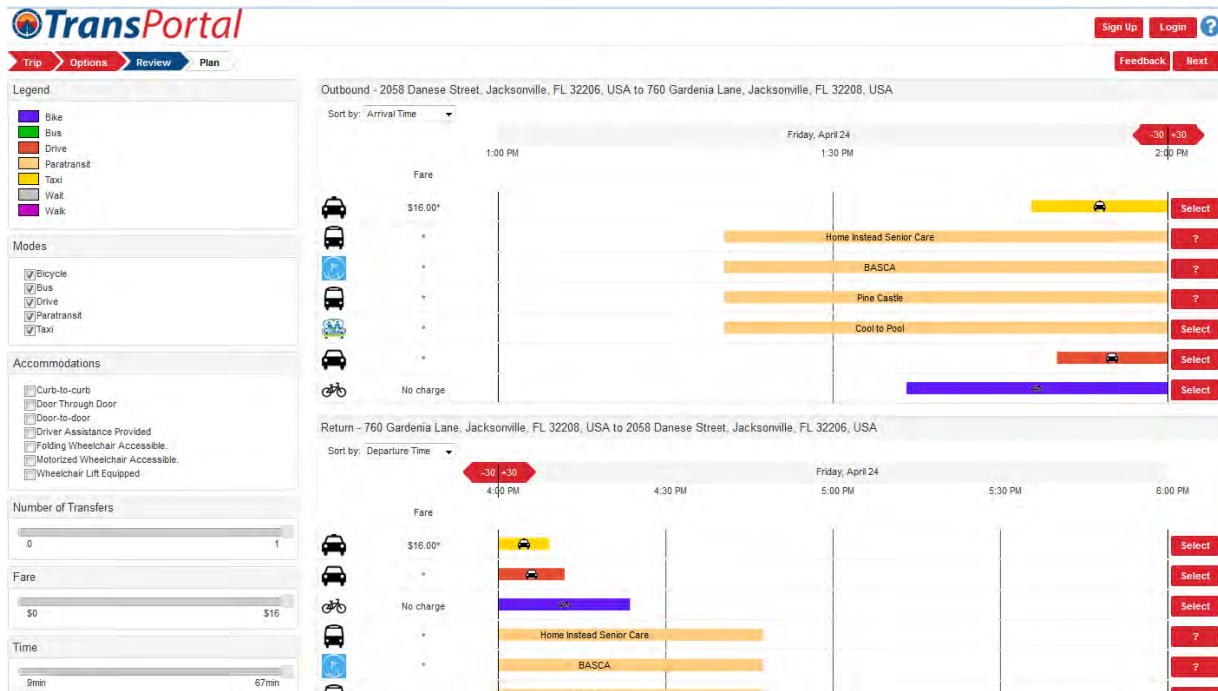 TransPortal
Sign Up Login ?
Trip Options Review Plan
Feedback Next
Legend
Bike
Bus
Drive
Paratransit
Taxi
Wait
Walk
Modes
Bicycle
Bus
Drive
Paratransit
Taxi
Accommodations
Curb-to-curb
Door Through Door
Door-to-door
Driver Assistance Provided
Folding Wheelchair Accessible.
Motorized Wheelchair Accessible.
Wheelchair Lift Equipped
Number of Transfers
0 1
Fare
$0 $16
Time
9min 67min
Outbound - 2058 Danese Street, Jacksonville, FL 32206, USA to 760 Gardenia Lane, Jacksonville, FL 32208, USA
Sort by: Arrival Time
Friday, April 24 -30 +30
1:00 PM 1:30 PM 2:00 PM
Fare
$16.00* Select
* Home Instead Senior Care ?
* BASCA ?
* Pine Castle ?
* Cool to Pool Select
* Select
No charge Select
Return - 760 Gardenia Lane, Jacksonville, FL 32208, USA to 2058 Danese Street, Jacksonville, FL 32206, USA
Sort by: Departure Time
-30 +30 Friday, April 24
4:00 PM 4:30 PM 5:00 PM 5:30 PM 6:00 PM
Fare
$16.00* Select
* Select
No charge Select
* Home Instead Senior Care ?
* BASCA ?